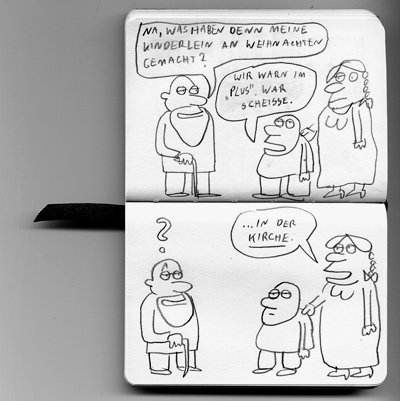 NA, WAS HABEN DENN MEINE
KINDERLEIN AN WEIHNACHTEN
GEMACHT?
WIR WARN IM
„PLUS". WAR
SCHEISSE.
?
...IN DER
KIRCHE.